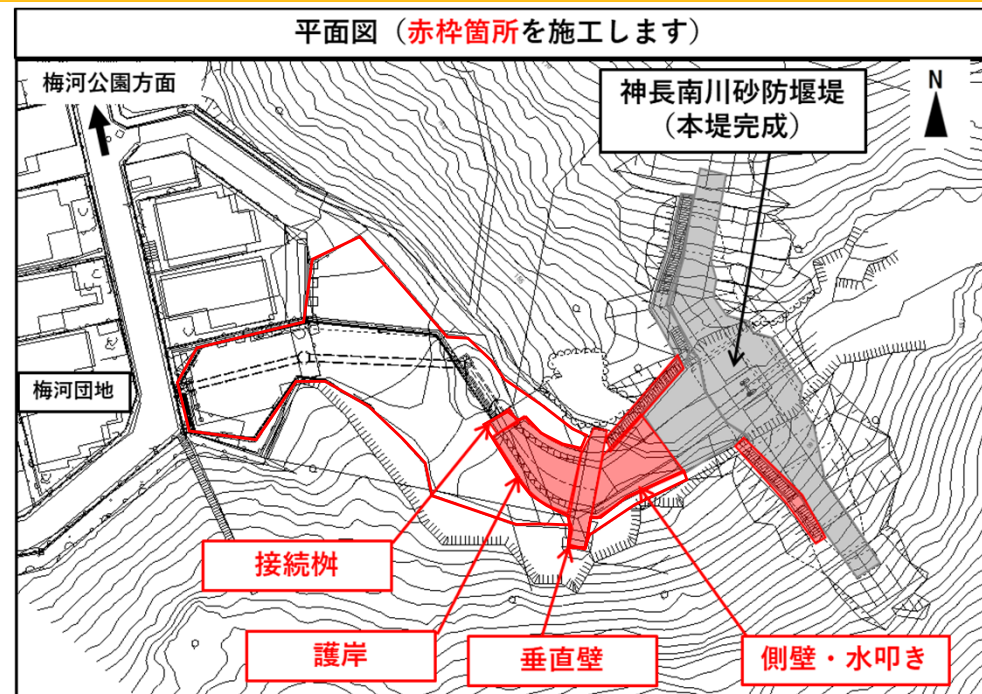 平面図（赤枠箇所を施工します）
梅河公園方面
神長南川砂防堰堤
（本堤完成）
N
梅河団地
接続桝
護岸
垂直壁
側壁・水叩き